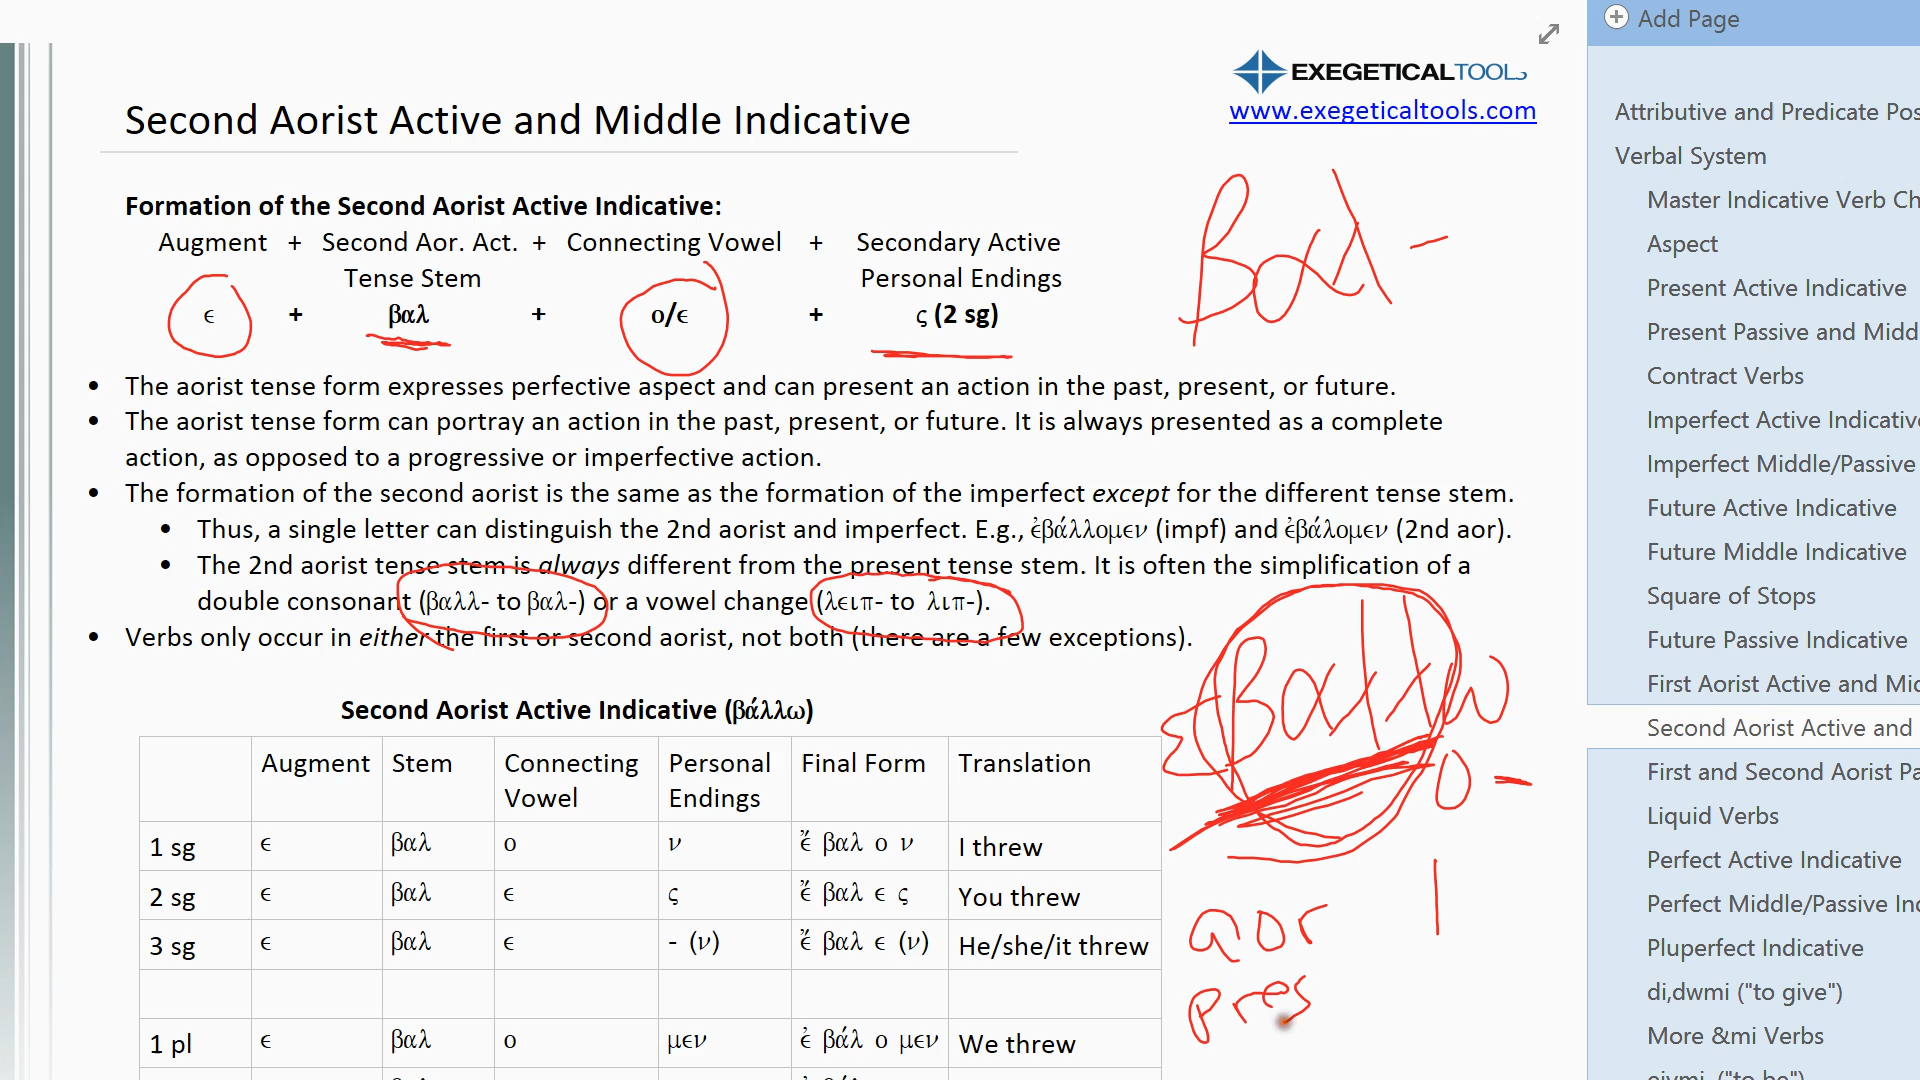 EXEGETICALTOOLS
www.exegeticaltools.com
Second Aorist Active and Middle Indicative
Formation of the Second Aorist Active Indicative:
Augment + Second Aor. Act. + Connecting Vowel + Secondary Active
Tense Stem Personal Endings
ϵ + βαλ + ο/ϵ + ς (2 sg)
• The aorist tense form expresses perfective aspect and can present an action in the past, present, or future.
• The aorist tense form can portray an action in the past, present, or future. It is always presented as a complete
action, as opposed to a progressive or imperfective action.
• The formation of the second aorist is the same as the formation of the imperfect except for the different tense stem.
• Thus, a single letter can distinguish the 2nd aorist and imperfect. E.g., ἐβάλλομεν (impf) and ἐβάλομεν (2nd aor).
• The 2nd aorist tense stem is always different from the present tense stem. It is often the simplification of a
double consonant (βαλλ- to βαλ-) or a vowel change (λειπ- to λιπ-).
• Verbs only occur in either the first or second aorist, not both (there are a few exceptions).
Second Aorist Active Indicative (βάλλω)
Augment Stem Connecting Vowel Personal Endings Final Form Translation
1 sg ϵ βαλ ο ν ἔ βαλ ο ν I threw
2 sg ϵ βαλ ϵ ς ἔ βαλ ϵ ς You threw
3 sg ϵ βαλ ϵ - (ν) ἔ βαλ ϵ (ν) He/she/it threw
1 pl ϵ βαλ ο μεν ἐ βάλ ο μεν We threw
βαλ -
βαλλω
ο -
aor
pres
Add Page
Attributive and Predicate Pos
Verbal System
Master Indicative Verb Ch
Aspect
Present Active Indicative
Present Passive and Midd
Contract Verbs
Imperfect Active Indicative
Imperfect Middle/Passive
Future Active Indicative
Future Middle Indicative
Square of Stops
Future Passive Indicative
First Aorist Active and Mid
Second Aorist Active and
First and Second Aorist Pa
Liquid Verbs
Perfect Active Indicative
Perfect Middle/Passive Ind
Pluperfect Indicative
di,dwmi ("to give")
More &mi Verbs
eivmi, ("to be")